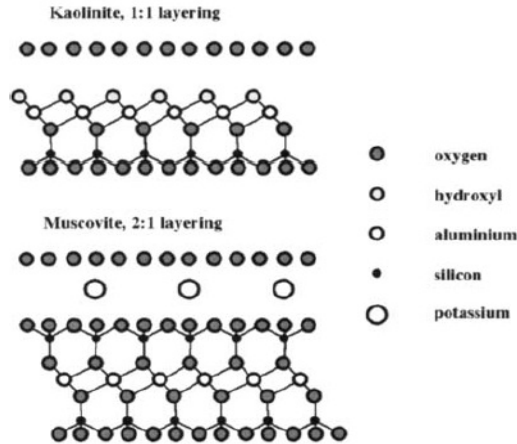 Kaolinite, 1:1 layering
oxygen
hydroxyl
aluminium
silicon
potassium
Muscovite, 2:1 layering